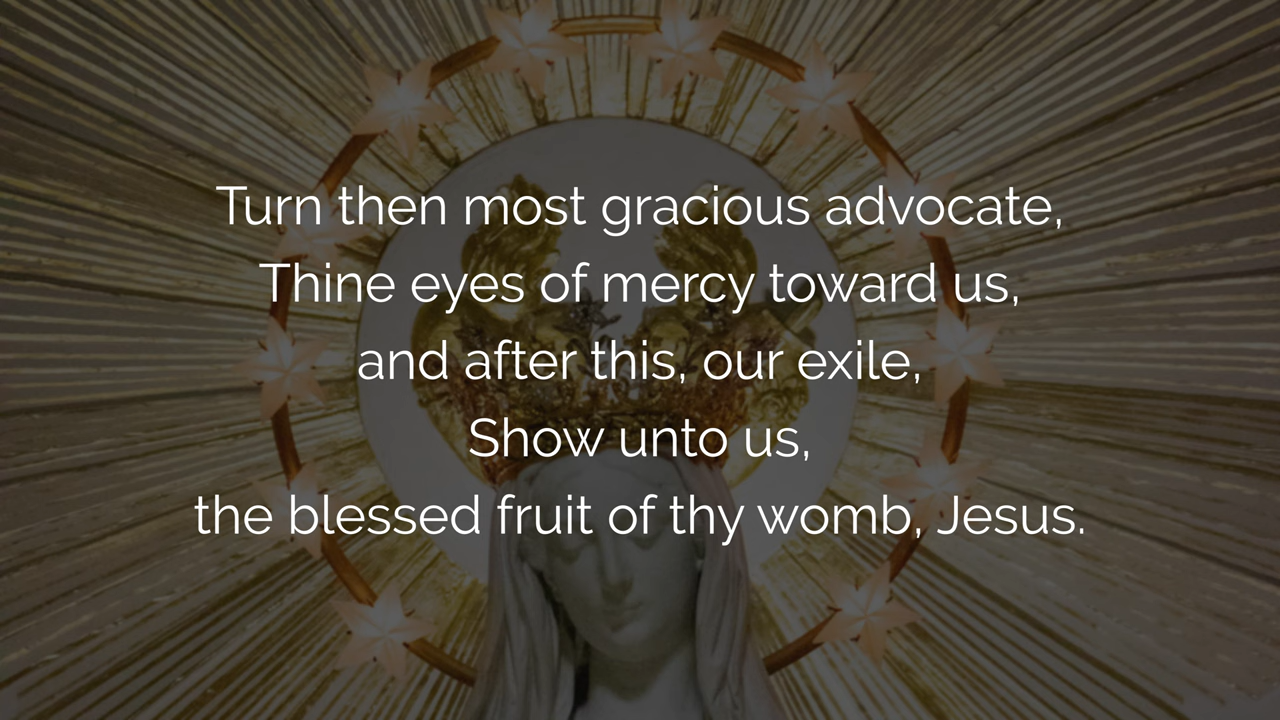 Turn then most gracious advocate,
Thine eyes of mercy toward us,
and after this, our exile,
Show unto us,
the blessed fruit of thy womb, Jesus.